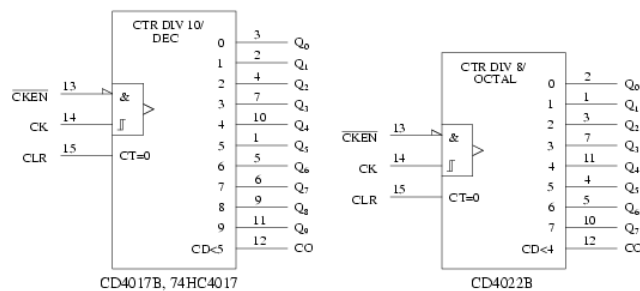 CTR DIV 10/
DEC
0 3 Q0
1 2 Q1
2 4 Q2
3 7 Q3
4 10 Q4
5 1 Q5
6 5 Q6
7 6 Q7
8 9 Q8
9 11 Q9
CD<5 12 CO
CKEN 13 &
CK 14
CLR 15 CT=0
CD4017B, 74HC4017
CTR DIV 8/
OCTAL
0 2 Q0
1 1 Q1
2 3 Q2
3 7 Q3
4 11 Q4
5 4 Q5
6 5 Q6
7 10 Q7
CD<4 12 CO
CKEN 13 &
CK 14
CLR 15 CT=0
CD4022B